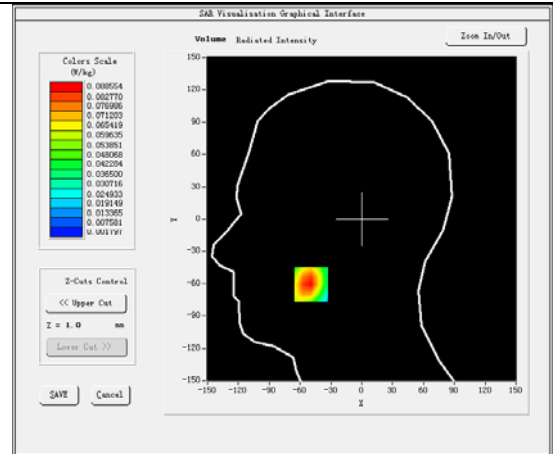 SAR Visualisation Graphical Interface
Volume Radiated Intensity
Zoom In/Out
Colors Scale
(W/kg)
0.088554
0.082770
0.076986
0.071203
0.065419
0.059635
0.053851
0.048068
0.042284
0.036500
0.030716
0.024933
0.019149
0.013365
0.007581
0.001797
150
120
90
60
30
0
-30
-60
-90
-120
-150
Y
-150 -120 -90 -60 -30 0 30 60 90 120 150
X
Z-Cuts Control
<< Upper Cut
Z = 1.0 mm
Lower Cut >>
SAVE Cancel